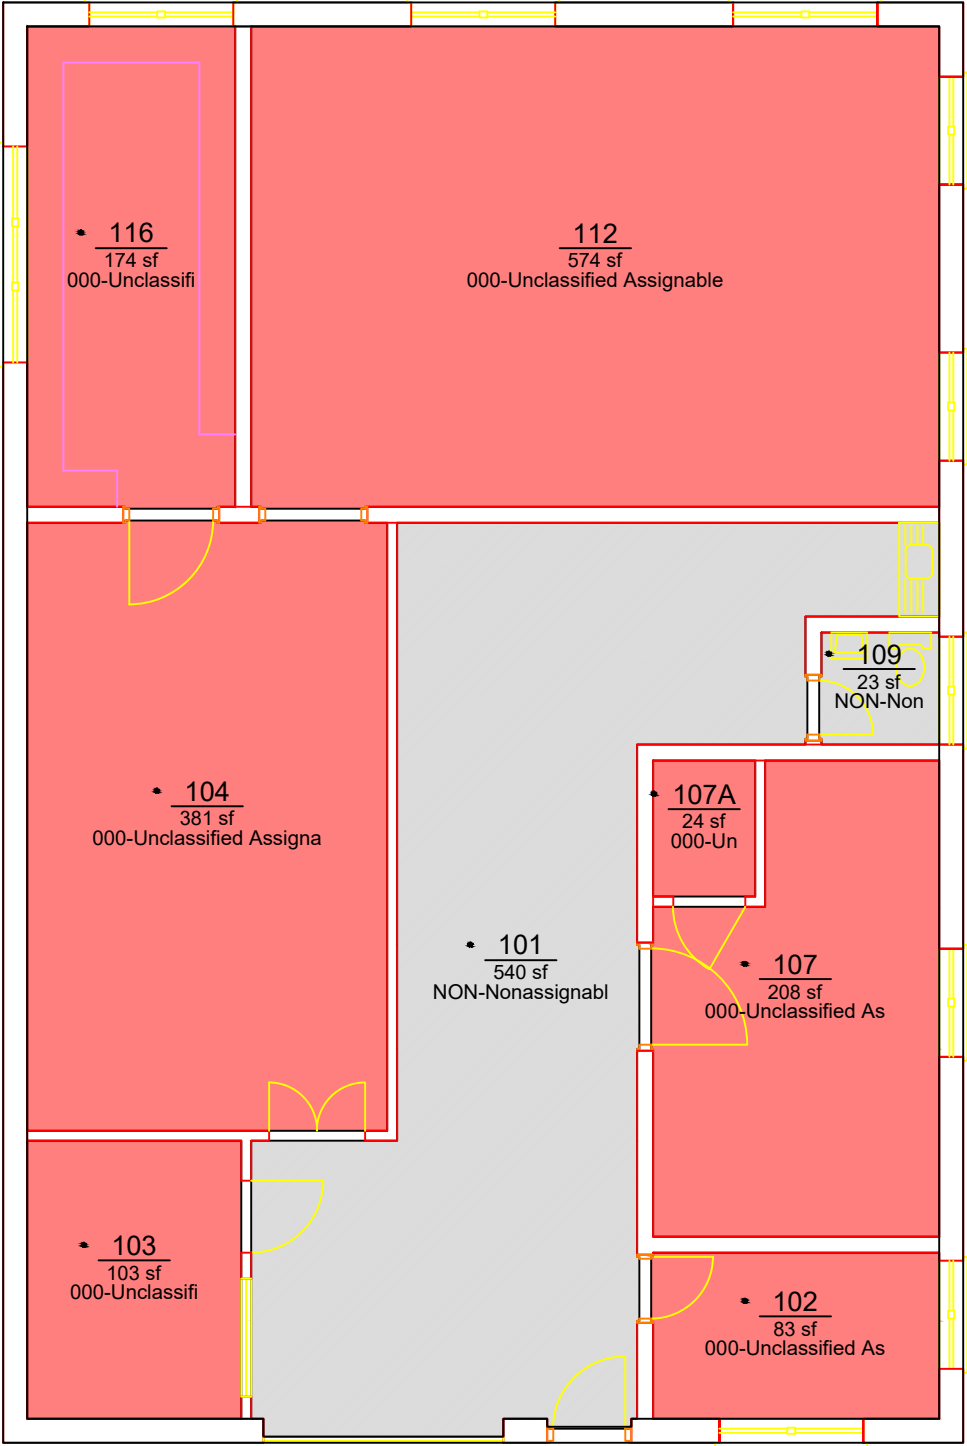 116
174 sf
000-Unclassifi
112
574 sf
000-Unclassified Assignable
109
23 sf
NON-Non
104
381 sf
000-Unclassified Assigna
107A
24 sf
000-Un
101
540 sf
NON-Nonassignabl
107
208 sf
000-Unclassified As
103
103 sf
000-Unclassifi
102
83 sf
000-Unclassified As